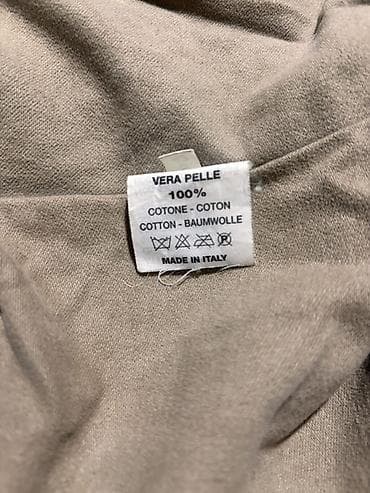 VERA PELLE
100%
COTONE - COTON
COTTON - BAUMWOLLE
MADE IN ITALY